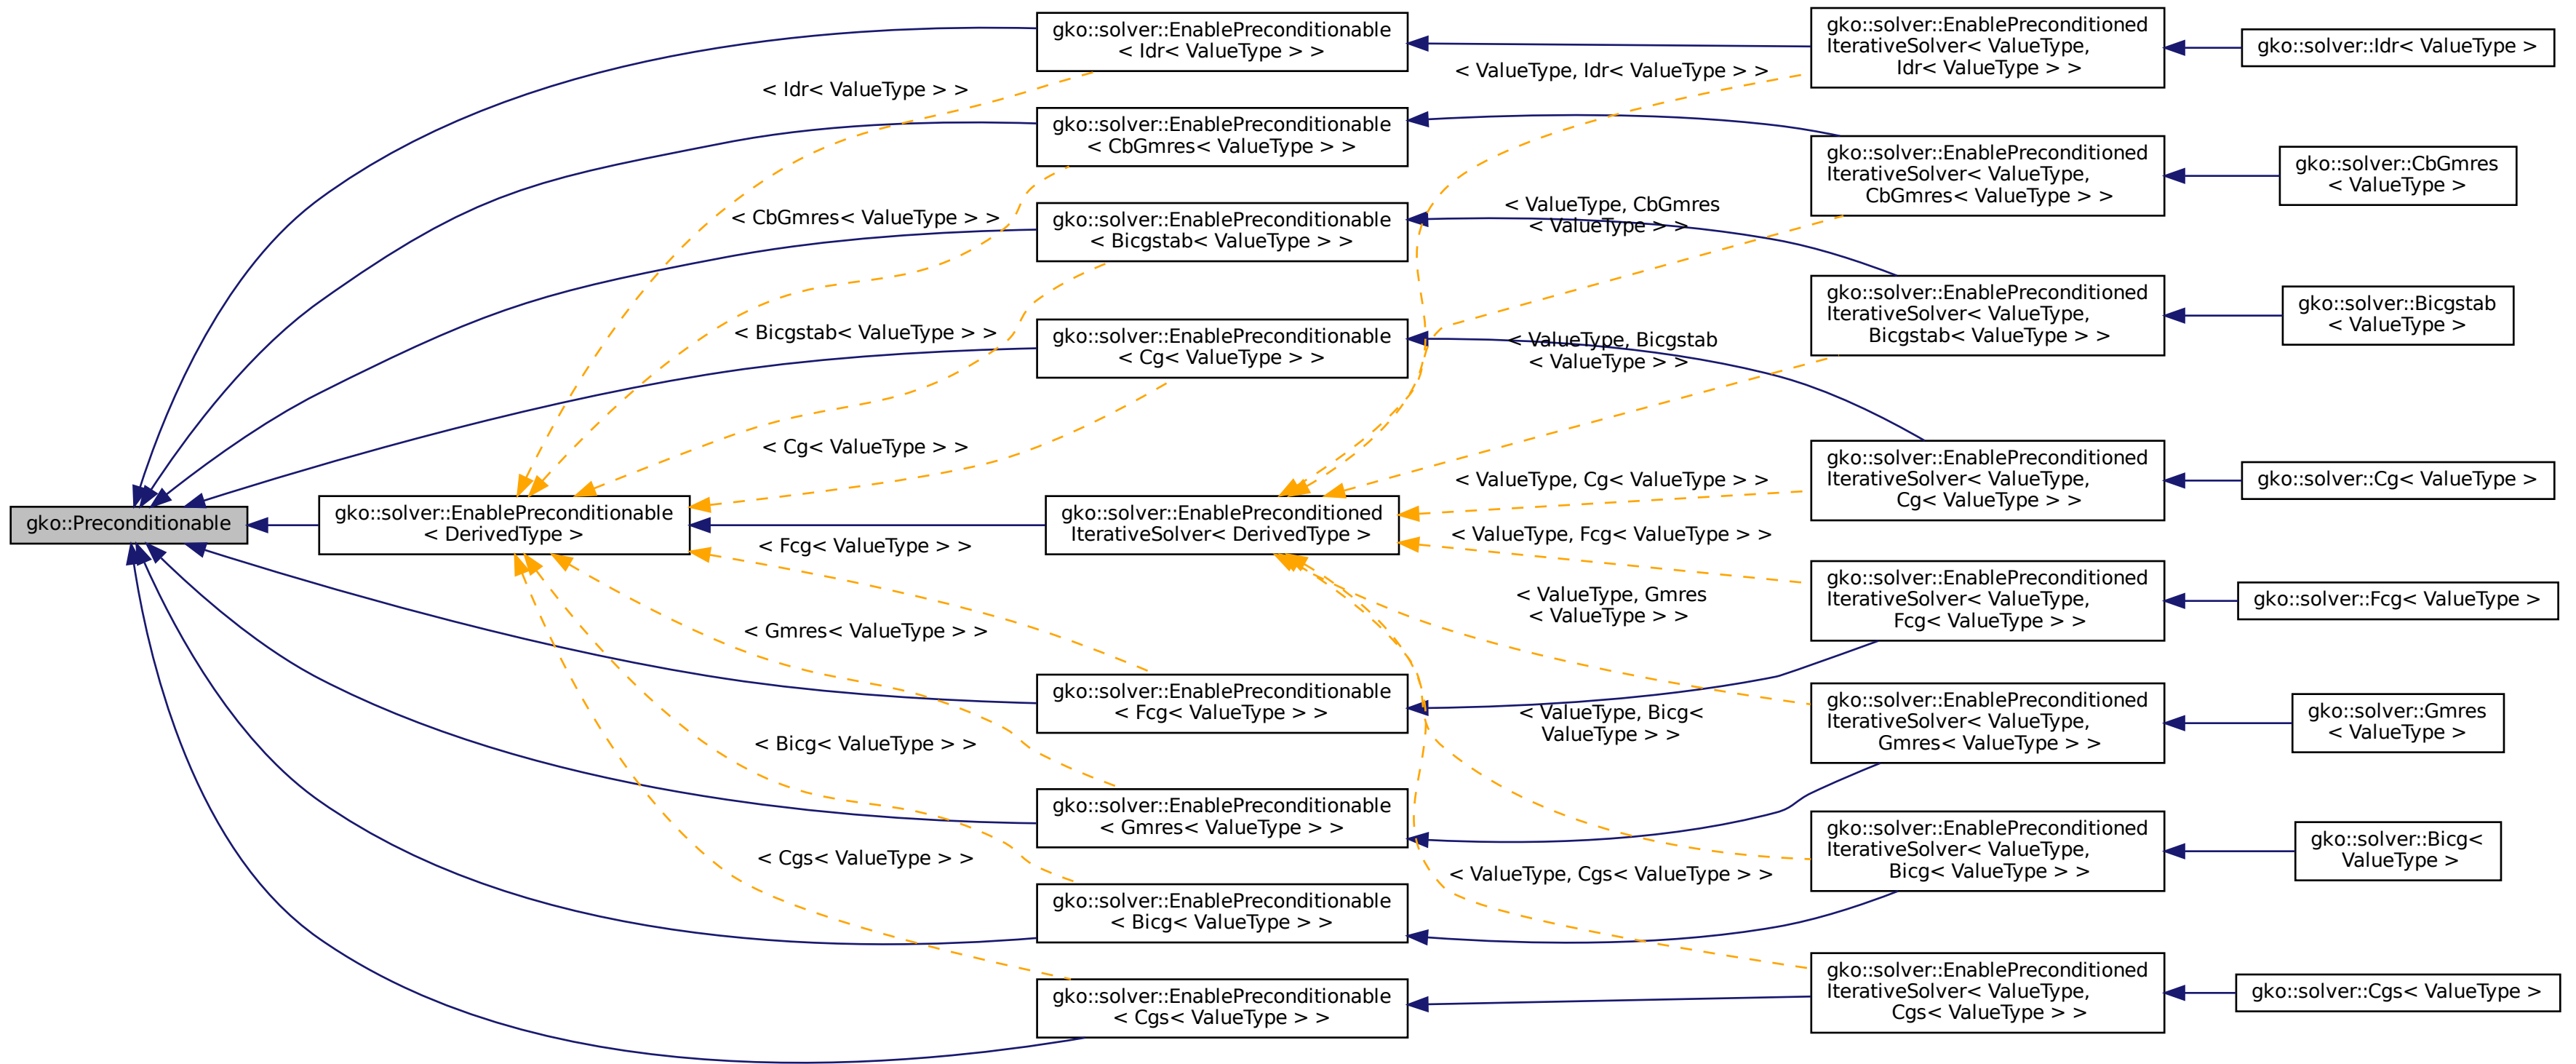 gko::Preconditionable
gko::solver::EnablePreconditionable
< DerivedType >
< Idr< ValueType > >
< CbGmres< ValueType > >
< Bicgstab< ValueType > >
< Cg< ValueType > >
< Fcg< ValueType > >
< Gmres< ValueType > >
< Bicg< ValueType > >
< Cgs< ValueType > >
gko::solver::EnablePreconditionable
< Idr< ValueType > >
gko::solver::EnablePreconditionable
< CbGmres< ValueType > >
gko::solver::EnablePreconditionable
< Bicgstab< ValueType > >
gko::solver::EnablePreconditionable
< Cg< ValueType > >
gko::solver::EnablePreconditioned
IterativeSolver< DerivedType >
gko::solver::EnablePreconditionable
< Fcg< ValueType > >
gko::solver::EnablePreconditionable
< Gmres< ValueType > >
gko::solver::EnablePreconditionable
< Bicg< ValueType > >
gko::solver::EnablePreconditionable
< Cgs< ValueType > >
< ValueType, Idr< ValueType > >
< ValueType, CbGmres
< ValueType > >
< ValueType, Bicgstab
< ValueType > >
< ValueType, Cg< ValueType > >
< ValueType, Fcg< ValueType > >
< ValueType, Gmres
< ValueType > >
< ValueType, Bicg<
ValueType > >
< ValueType, Cgs< ValueType > >
gko::solver::EnablePreconditioned
IterativeSolver< ValueType,
Idr< ValueType > >
gko::solver::EnablePreconditioned
IterativeSolver< ValueType,
CbGmres< ValueType > >
gko::solver::EnablePreconditioned
IterativeSolver< ValueType,
Bicgstab< ValueType > >
gko::solver::EnablePreconditioned
IterativeSolver< ValueType,
Cg< ValueType > >
gko::solver::EnablePreconditioned
IterativeSolver< ValueType,
Fcg< ValueType > >
gko::solver::EnablePreconditioned
IterativeSolver< ValueType,
Gmres< ValueType > >
gko::solver::EnablePreconditioned
IterativeSolver< ValueType,
Bicg< ValueType > >
gko::solver::EnablePreconditioned
IterativeSolver< ValueType,
Cgs< ValueType > >
gko::solver::Idr< ValueType >
gko::solver::CbGmres
< ValueType >
gko::solver::Bicgstab
< ValueType >
gko::solver::Cg< ValueType >
gko::solver::Fcg< ValueType >
gko::solver::Gmres
< ValueType >
gko::solver::Bicg<
ValueType >
gko::solver::Cgs< ValueType >